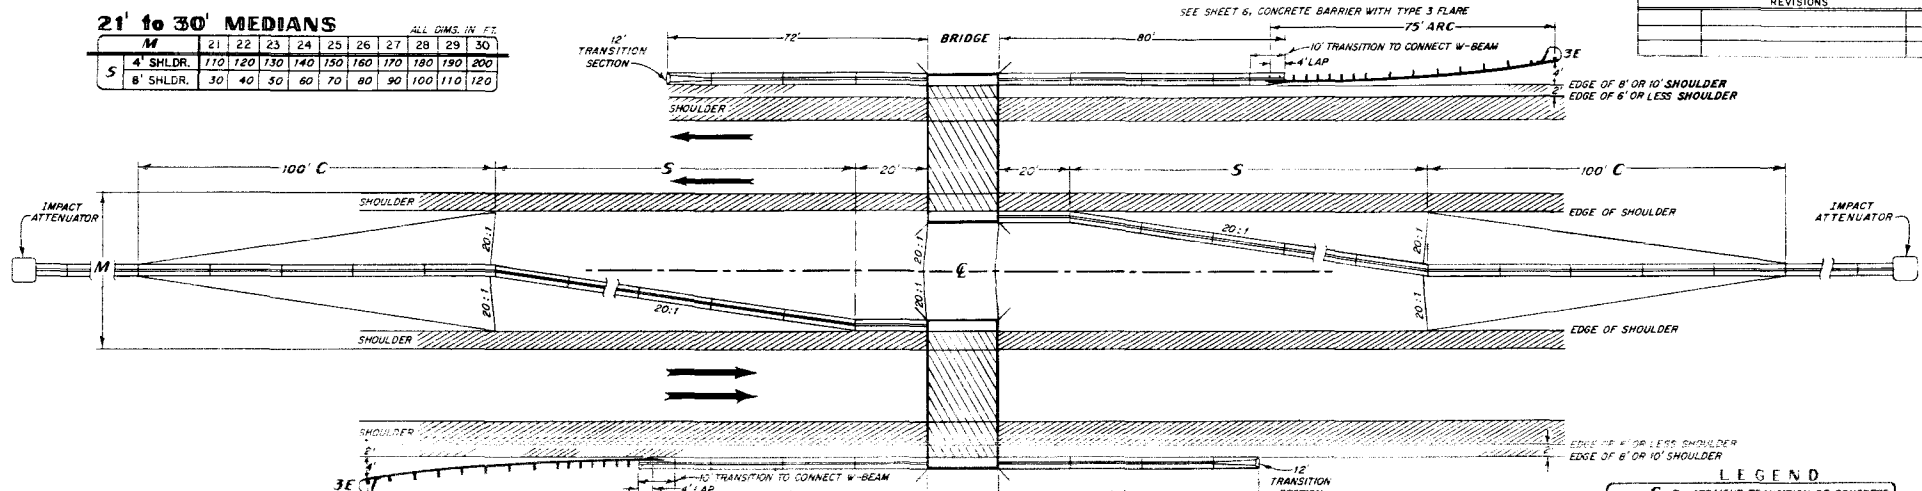 21' to 30' MEDIANS
ALL DIMS. IN FT.
M 21 22 23 24 25 26 27 28 29 30
S 4' SHLDR. 110 120 130 140 150 160 170 180 190 200
8' SHLDR. 30 40 50 60 70 80 90 100 110 120
SEE SHEET 6, CONCRETE BARRIER WITH TYPE 3 FLARE
REVISIONS
12' TRANSITION SECTION
72'
BRIDGE
80'
75' ARC
10' TRANSITION TO CONNECT W-BEAM
4' LAP
3E
4'
2'
EDGE OF 8' OR 10' SHOULDER
EDGE OF 6' OR LESS SHOULDER
SHOULDER
100' C
S
20'
20'
S
100' C
SHOULDER
EDGE OF SHOULDER
IMPACT ATTENUATOR
IMPACT ATTENUATOR
M
20:1
20:1
20:1
20:1
20:1
20:1
20:1
20:1
℄
SHOULDER
EDGE OF SHOULDER
SHOULDER
2'
4'
3E
10' TRANSITION TO CONNECT W-BEAM
4' LAP
12'
TRANSITION
EDGE OF 6' OR LESS SHOULDER
2'
EDGE OF 8' OR 10' SHOULDER
LEGEND